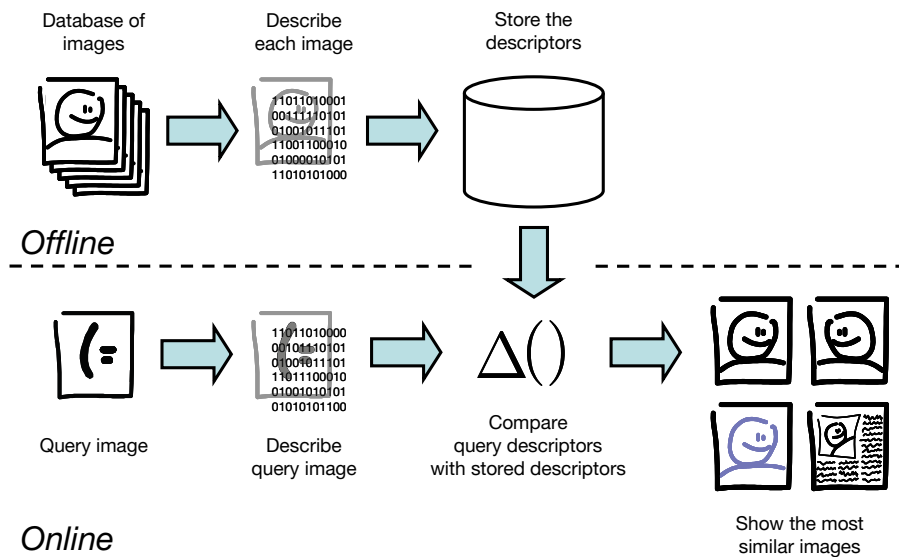 Database of
images
Describe
each image
Store the
descriptors
11011010001
00111110101
01001011101
11001100010
01000010101
11010101000
Offline
11011010000
00101110101
01001011101
11011100010
01001010101
01010101100
Δ()
Query image
Describe
query image
Compare
query descriptors
with stored descriptors
Show the most
similar images
Online